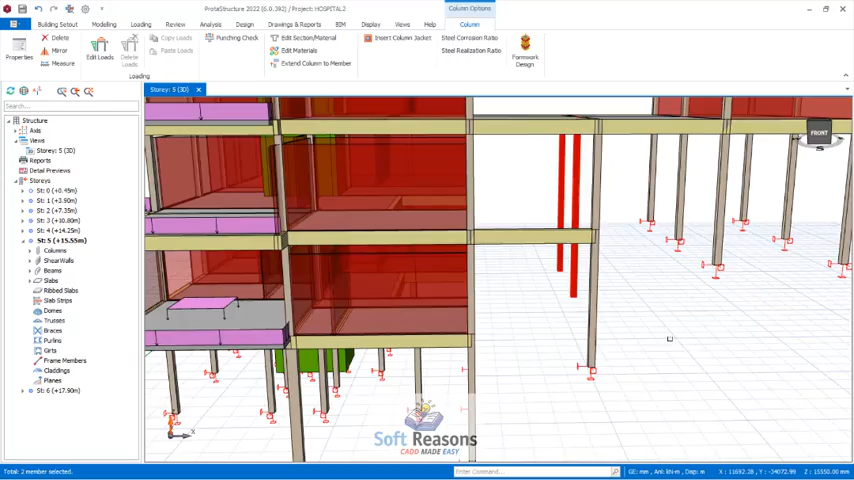 ProtaStructure 2022 (6.0.392), Project: HOSPITAL2
Column Options
Building Setout
Modeling
Loading
Review
Analysis
Design
Drawings & Reports
BIM
Display
Views
Help
Column
Properties
Delete
Mirror
Measure
Edit Loads
Delete Loads
Copy Loads
Paste Loads
Loading
Punching Check
Edit Section/Material
Edit Materials
Extend Column to Member
Insert Column Jacket
Steel Corrosion Ratio
Steel Realization Ratio
Formwork Design
Storey: 5 (3D)
Search...
Structure
Axis
Views
Storey: 5 (3D)
Reports
Detail Previews
Storeys
St: 0 (+0.45m)
St: 1 (+3.90m)
St: 2 (+7.35m)
St: 3 (+10.80m)
St: 4 (+14.25m)
St: 5 (+15.55m)
Columns
ShearWalls
Beams
Slabs
Ribbed Slabs
Slab Strips
Domes
Trusses
Braces
Purlins
Girts
Frame Members
Claddings
Planes
St: 6 (+17.90m)
FRONT
X
Soft Reasons
CADD MADE EASY
Total: 2 member selected.
Enter Command...
GE: mm , Anl: kN-m , Dsp: m
X : 11692.28 , Y : -34072.99
Z : 15550.00 mm